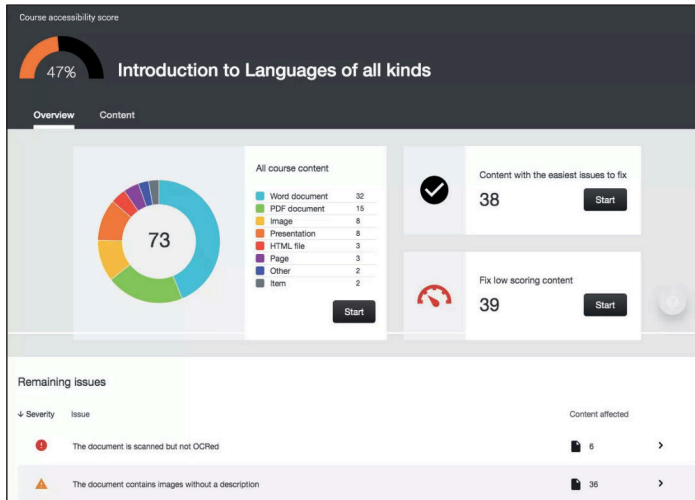 Course accessibility score
47%
Introduction to Languages of all kinds
Overview Content
All course content
73
Word document 32
PDF document 15
Image 8
Presentation 8
HTML file 3
Page 3
Other 2
Item 2
Start
Content with the easiest issues to fix
38 Start
Fix low scoring content
39 Start
Remaining issues
Severity Issue Content affected
The document is scanned but not OCRed 6
The document contains images without a description 36